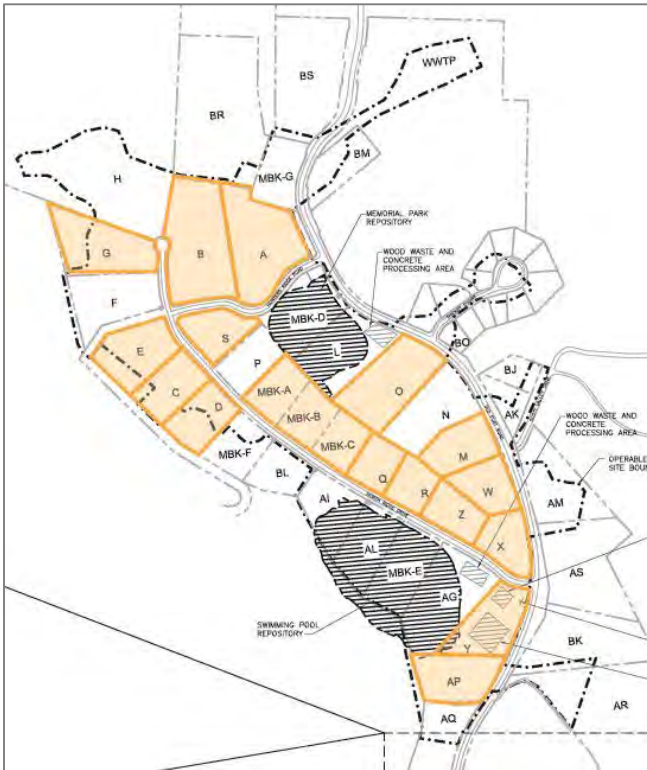 BS
WWTP
BR
BM
MBK-G
H
MEMORIAL PARK
REPOSITORY
G
B
A
WOOD WASTE AND
CONCRETE
PROCESSING AREA
F
MBK-D
S
BO
E
L
P
BJ
C
MBK-A
O
AK
D
MBK-B
N
WOOD WASTE AND
CONCRETE
PROCESSING AREA
MBK-C
M
MBK-F
BL
OPERABLE
SITE BOUN
Q
R
W
AM
AI
Z
X
AL
MBK-E
AS
AG
SWIMMING POOL
REPOSITORY
BK
Y
AP
AR
AQ